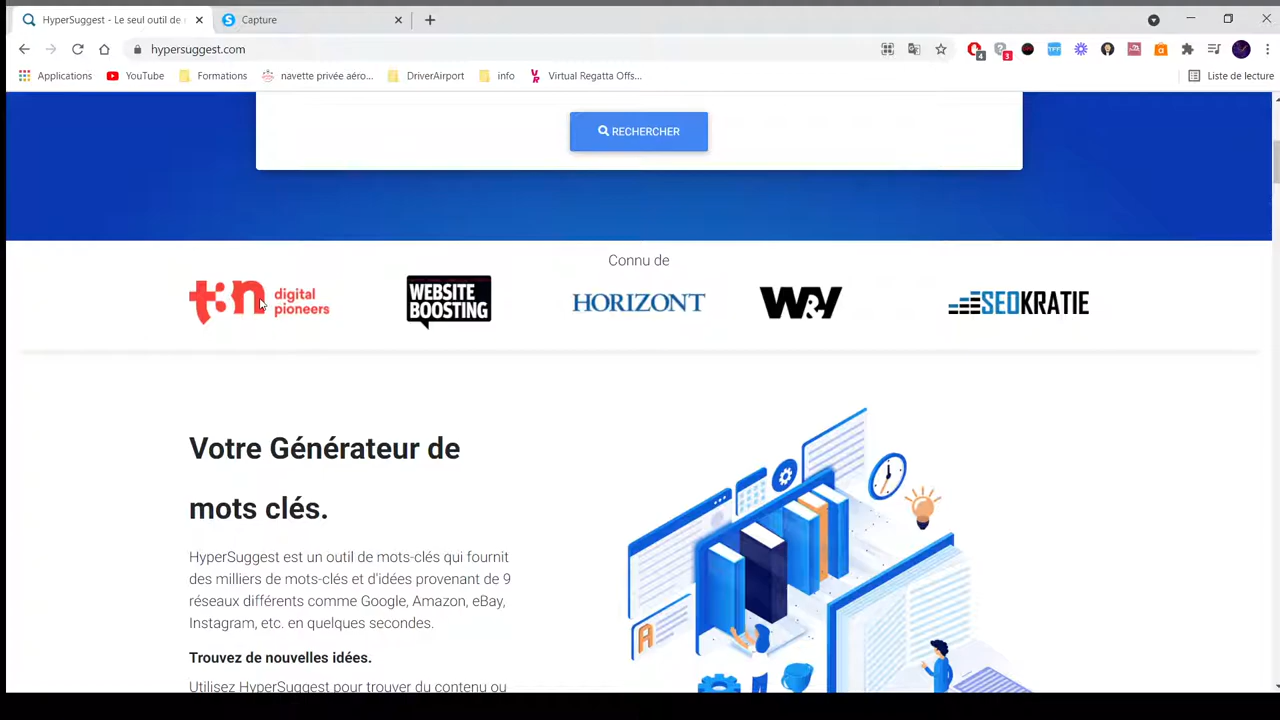 HyperSuggest - Le seul outil de
Capture
hypersuggest.com
4
3
TFF
Applications
YouTube
Formations
navette privée aéro...
DriverAirport
info
Virtual Regatta Offs...
Liste de lecture
RECHERCHER
Connu de
t3n digital
pioneers
WEBSITE
BOOSTING
HORIZONT
W&V
SEOKRATIE
Votre Générateur de
mots clés.
HyperSuggest est un outil de mots-clés qui fournit
des milliers de mots-clés et d'idées provenant de 9
réseaux différents comme Google, Amazon, eBay,
Instagram, etc. en quelques secondes.
Trouvez de nouvelles idées.
Utilisez HyperSuggest pour trouver du contenu ou
A